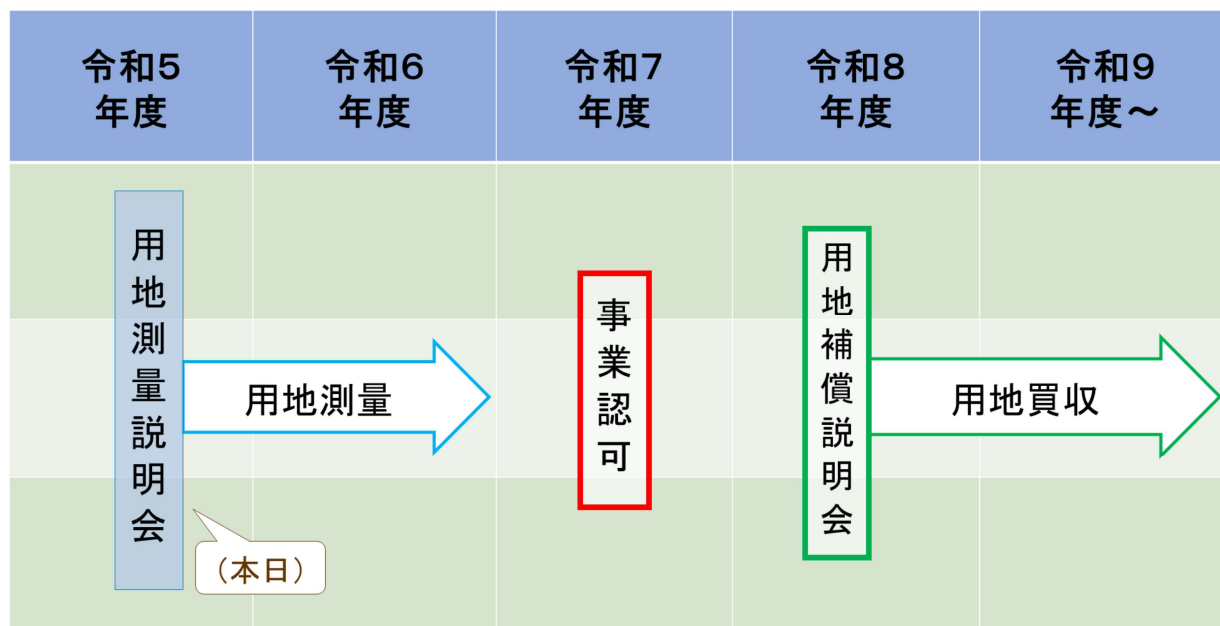 令和5
年度
令和6
年度
令和7
年度
令和8
年度
令和9
年度～
用地測量説明会
（本日）
用地測量
事業認可
用地補償説明会
用地買収